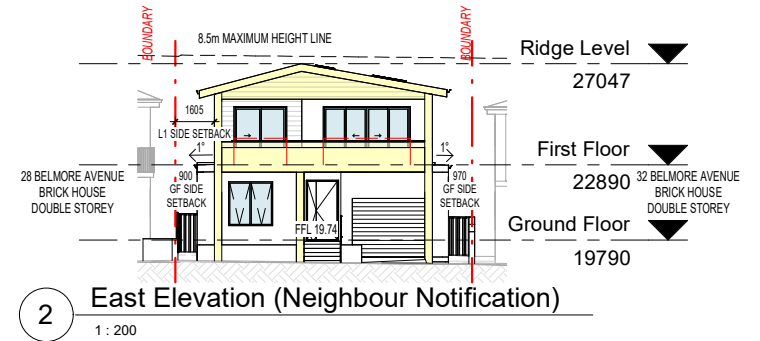 BOUNDARY
8.5m MAXIMUM HEIGHT LINE
BOUNDARY
Ridge Level
27047
1605
L1 SIDE SETBACK
1°
1°
First Floor
22890
28 BELMORE AVENUE
BRICK HOUSE
DOUBLE STOREY
900
GF SIDE
SETBACK
970
GF SIDE
SETBACK
32 BELMORE AVENUE
BRICK HOUSE
DOUBLE STOREY
FFL 19.74
Ground Floor
19790
2
East Elevation (Neighbour Notification)
1 : 200